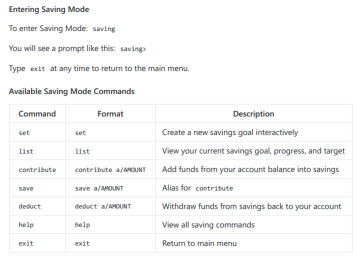 Entering Saving Mode
To enter Saving Mode: saving
You will see a prompt like this: saving>
Type exit at any time to return to the main menu.
Available Saving Mode Commands
Command Format Description
set set Create a new savings goal interactively
list list View your current savings goal, progress, and target
contribute contribute a/AMOUNT Add funds from your account balance into savings
save save a/AMOUNT Alias for contribute
deduct deduct a/AMOUNT Withdraw funds from savings back to your account
help help View all saving commands
exit exit Return to main menu